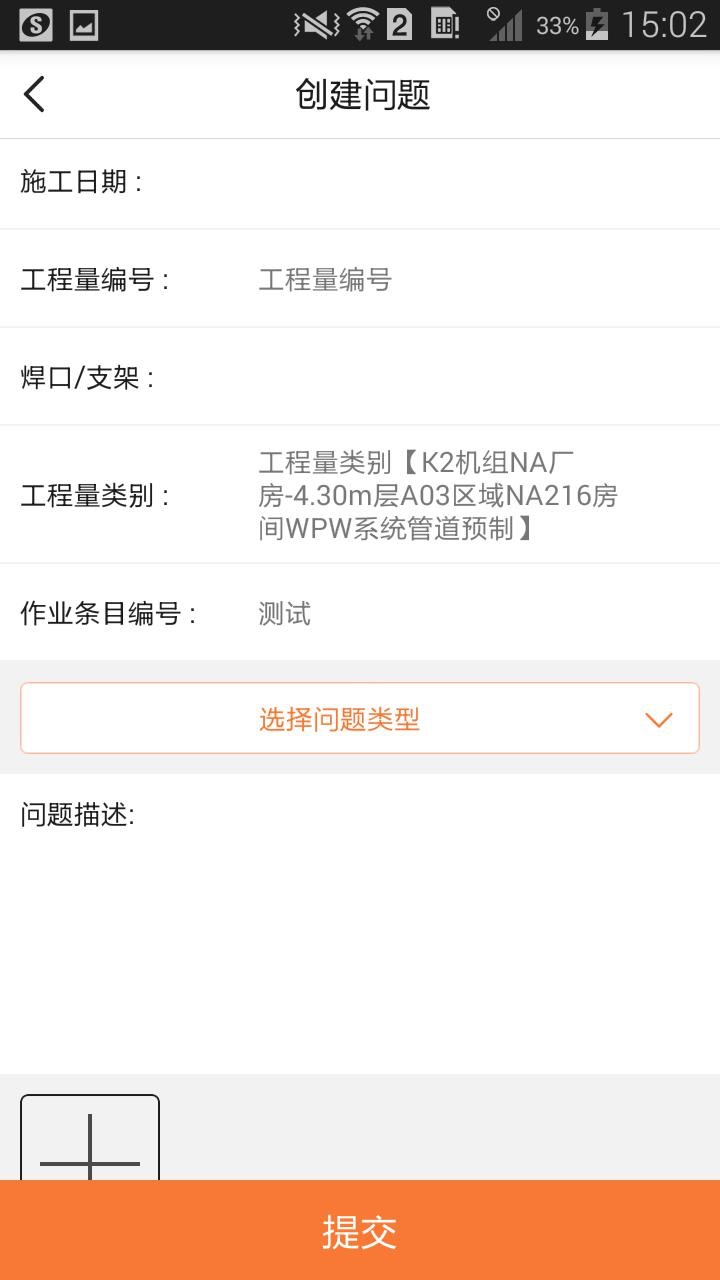 33% 15:02
创建问题
施工日期 :
工程量编号 : 工程量编号
焊口/支架 :
工程量类别 : 工程量类别【K2机组NA厂
房-4.30m层A03区域NA216房
间WPW系统管道预制】
作业条目编号 : 测试
选择问题类型
问题描述:
提交